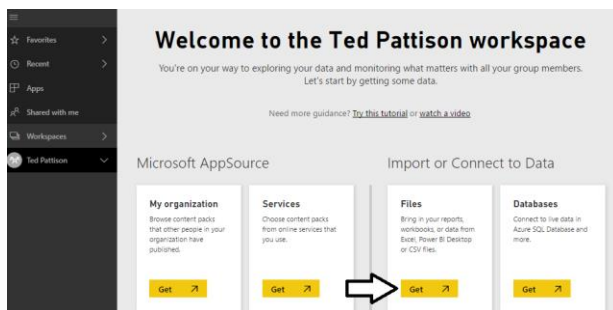 Favorites
Recent
Apps
Shared with me
Workspaces
Ted Pattison
Welcome to the Ted Pattison workspace
You're on your way to exploring your data and monitoring what matters with all your group members.
Let's start by getting some data.
Need more guidance? Try this tutorial or watch a video
Microsoft AppSource
My organization
Browse content packs
that other people in your
organization have
published.
Get
Services
Choose content packs
from online services that
you use.
Get
Import or Connect to Data
Files
Bring in your reports,
workbooks, or data from
Excel, Power BI Desktop
or CSV files.
Get
Databases
Connect to live data in
Azure SQL Database and
more.
Get